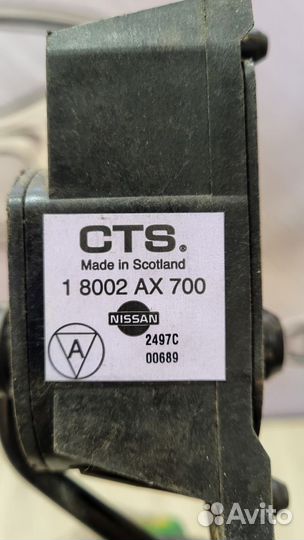 CTS®
Made in Scotland
1 8002 AX 700
NISSAN
A
2497C
00689
Avito